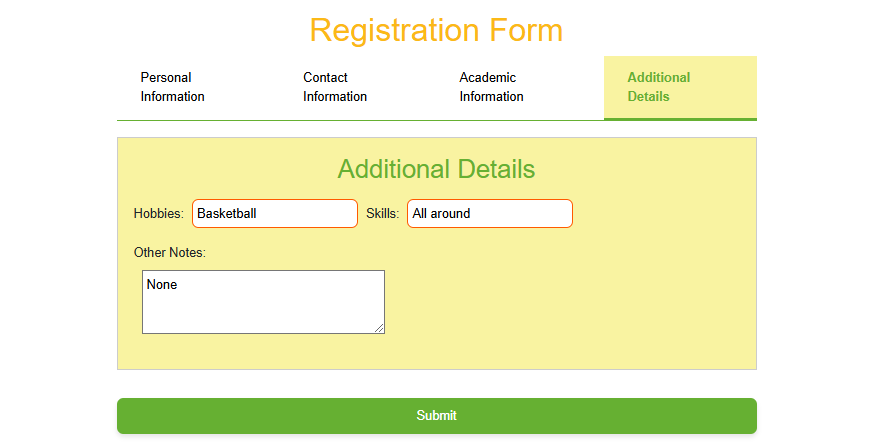 Registration Form
Personal
Information
Contact
Information
Academic
Information
Additional
Details
Additional Details
Hobbies: Basketball Skills: All around
Other Notes:
None
Submit